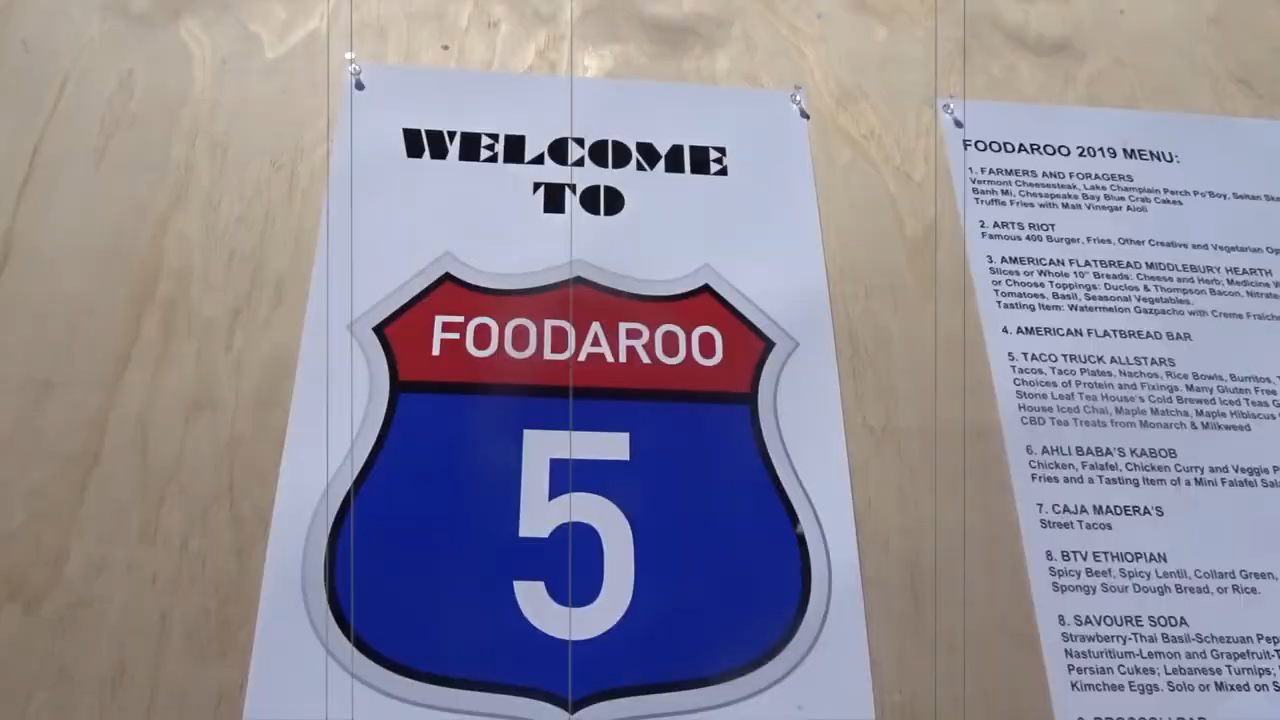 WELCOME
TO
FOODAROO
5
FOODAROO 2019 MENU:
1. FARMERS AND FORAGERS
Vermont Cheesesteak, Lake Champlain Perch Po'Boy, Seitan
Banh Mi, Chesapeake Bay Blue Crab Cakes
Truffle Fries with Malt Vinegar Aioli
2. ARTS RIOT
Famous 400 Burger, Fries, Other Creative and Vegetarian
3. AMERICAN FLATBREAD MIDDLEBURY HEARTH
Slices or Whole 10" Breads: Cheese and Herb; Medicine
or Choose Toppings: Duclos & Thompson Bacon, Nitrate
Tomatoes, Basil, Seasonal Vegetables.
Tasting Item: Watermelon Gazpacho with Creme
4. AMERICAN FLATBREAD BAR
5. TACO TRUCK ALLSTARS
Tacos, Taco Plates, Nachos, Rice Bowls, Burritos,
Choices of Protein and Fixings. Many Gluten Free
Stone Leaf Tea House's Cold Brewed Iced Teas
House Iced Chai, Maple Matcha, Maple Hibiscus
CBD Tea Treats from Monarch & Milkweed
6. AHLI BABA'S KABOB
Chicken, Falafel, Chicken Curry and Veggie
Fries and a Tasting Item of a Mini Falafel
7. CAJA MADERA'S
Street Tacos
8. BTV ETHIOPIAN
Spicy Beef, Spicy Lentil, Collard Green,
Spongy Sour Dough Bread, or Rice.
8. SAVOURE SODA
Strawberry-Thai Basil-Schezuan
Nasturitium-Lemon and Grapefruit-
Persian Cukes; Lebanese Turnips;
Kimchee Eggs. Solo or Mixed on